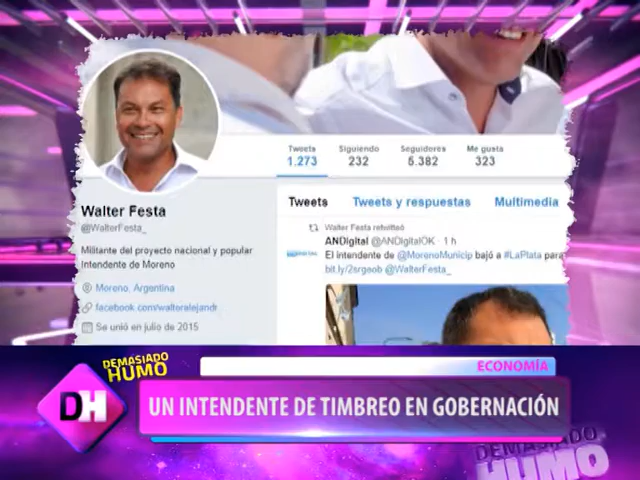 Tweets Siguiendo Seguidores Me gusta
1.273 232 5.382 323
Walter Festa
@WalterFesta_
Militante del proyecto nacional y popular
Intendente de Moreno
Moreno, Argentina
facebook.com/walteralejandr
Se unió en julio de 2015
Tweets Tweets y respuestas Multimedia
Walter Festa retwitteó
ANDigital @ANDigitalOK · 1 h
El intendente de @MorenoMunicip bajó a #LaPlata para
bit.ly/2srgeob @WalterFesta_
DEMASIADO
HUMO
ECONOMÍA
DH
UN INTENDENTE DE TIMBREO EN GOBERNACIÓN
DEMASIADO
HUMO